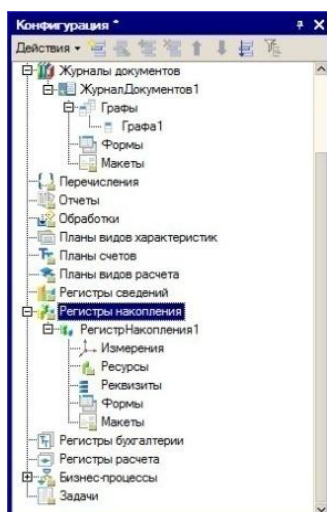 Конфигурация *
Действия
Журналы документов
ЖурналДокументов1
Графы
Графа1
Формы
Макеты
Перечисления
Отчеты
Обработки
Планы видов характеристик
Планы счетов
Планы видов расчета
Регистры сведений
Регистры накопления
РегистрНакопления1
Измерения
Ресурсы
Реквизиты
Формы
Макеты
Регистры бухгалтерии
Регистры расчета
Бизнес-процессы
Задачи